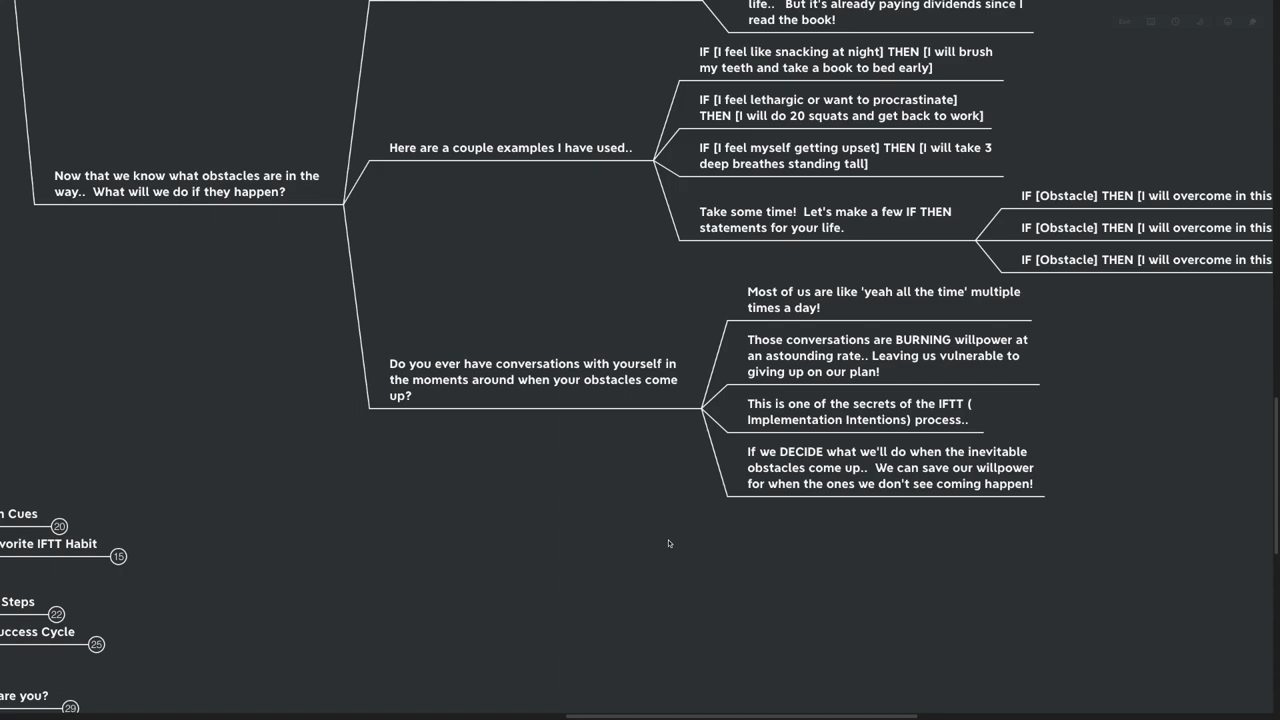 life.. But it's already paying dividends since I
read the book!
IF [I feel like snacking at night] THEN [I will brush
my teeth and take a book to bed early]
IF [I feel lethargic or want to procrastinate]
THEN [I will do 20 squats and get back to work]
Here are a couple examples I have used..
IF [I feel myself getting upset] THEN [I will take 3
deep breathes standing tall]
Now that we know what obstacles are in the
way.. What will we do if they happen?
Take some time! Let's make a few IF THEN
statements for your life.
IF [Obstacle] THEN [I will overcome in this
IF [Obstacle] THEN [I will overcome in this
IF [Obstacle] THEN [I will overcome in this
Do you ever have conversations with yourself in
the moments around when your obstacles come
up?
Most of us are like 'yeah all the time' multiple
times a day!
Those conversations are BURNING willpower at
an astounding rate.. Leaving us vulnerable to
giving up on our plan!
This is one of the secrets of the IFTT (
Implementation Intentions) process..
If we DECIDE what we'll do when the inevitable
obstacles come up.. We can save our willpower
for when the ones we don't see coming happen!
n Cues
20
vorite IFTT Habit
15
Steps
22
uccess Cycle
25
are you?
29